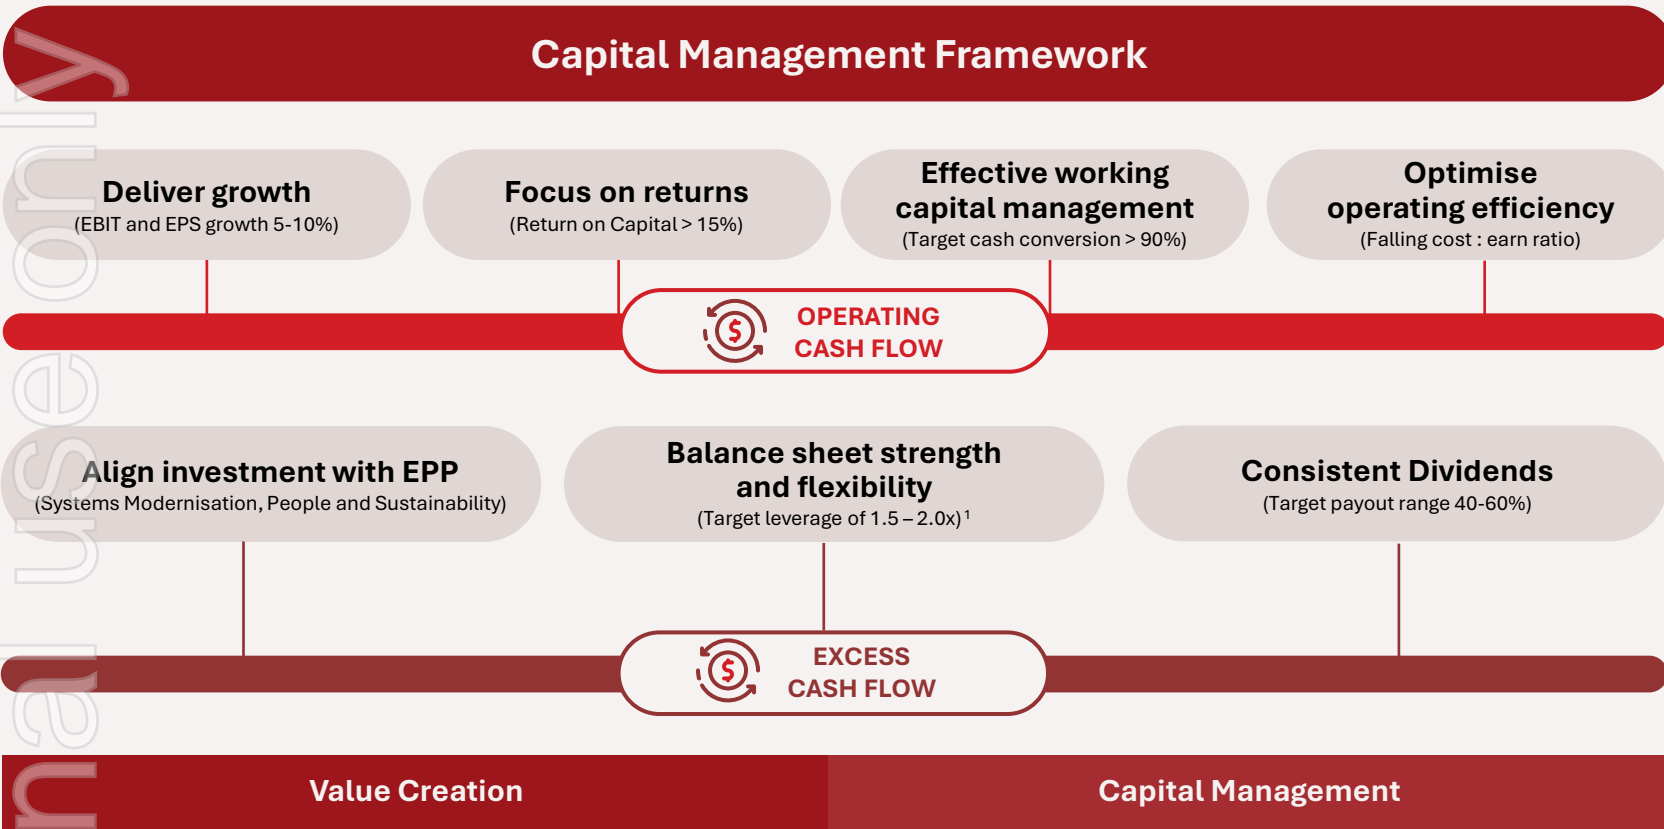 Capital Management Framework
Deliver growth
(EBIT and EPS growth 5-10%)
Focus on returns
(Return on Capital > 15%)
Effective working
capital management
(Target cash conversion > 90%)
Optimise
operating efficiency
(Falling cost : earn ratio)
OPERATING
CASH FLOW
Align investment with EPP
(Systems Modernisation, People and Sustainability)
Balance sheet strength
and flexibility
(Target leverage of 1.5 – 2.0x)¹
Consistent Dividends
(Target payout range 40-60%)
EXCESS
CASH FLOW
Value Creation
Capital Management
nal use only